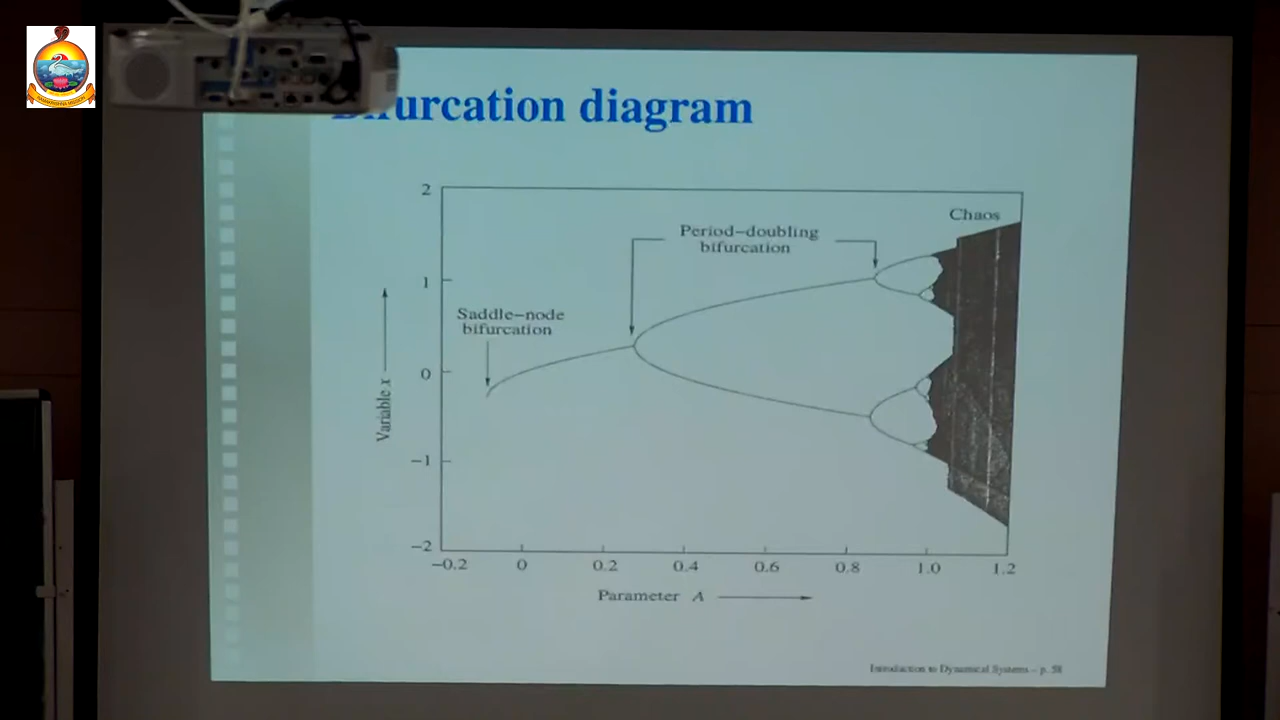 Bifurcation diagram
2
Chaos
Period-doubling
bifurcation
1
Saddle-node
bifurcation
0
Variable x
-1
-2
-0.2 0 0.2 0.4 0.6 0.8 1.0 1.2
Parameter A
Introduction to Dynamical Systems – p. 58